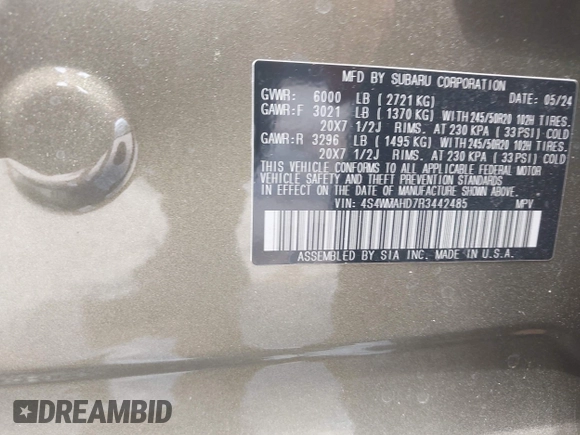 MFD BY SUBARU CORPORATION
GVWR: 6000 LB ( 2721 KG) DATE: 05/24
GAWR:F 3021 LB ( 1370 KG) WITH 245/50R20 102H TIRES.
20X7 1/2J RIMS. AT 230 KPA ( 33 PSI) COLD
GAWR:R 3296 LB ( 1495 KG) WITH 245/50R20 102H TIRES.
20X7 1/2J RIMS. AT 230 KPA ( 33 PSI) COLD
THIS VEHICLE CONFORMS TO ALL APPLICABLE FEDERAL MOTOR
VEHICLE SAFETY AND THEFT PREVENTION STANDARDS
IN EFFECT ON THE DATE OF MANUFACTURE SHOWN ABOVE.
VIN: 4S4WMAHD7R3442485 MPV
ASSEMBLED BY SIA INC. MADE IN U.S.A.
DREAMBID